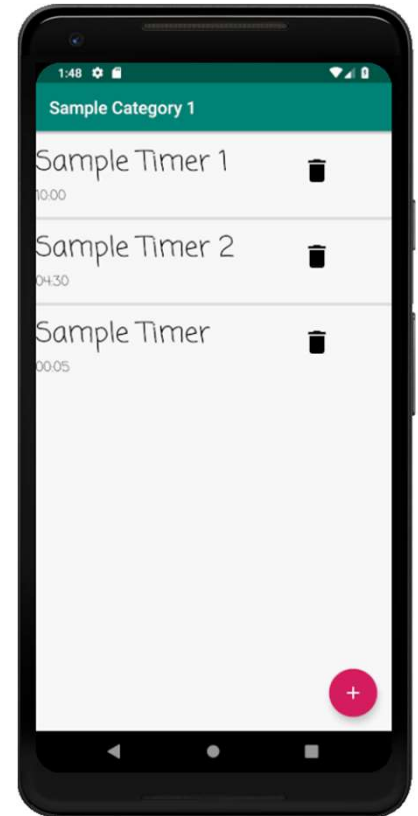 1:48
Sample Category 1
Sample Timer 1
10:00
Sample Timer 2
04:30
Sample Timer
00:05